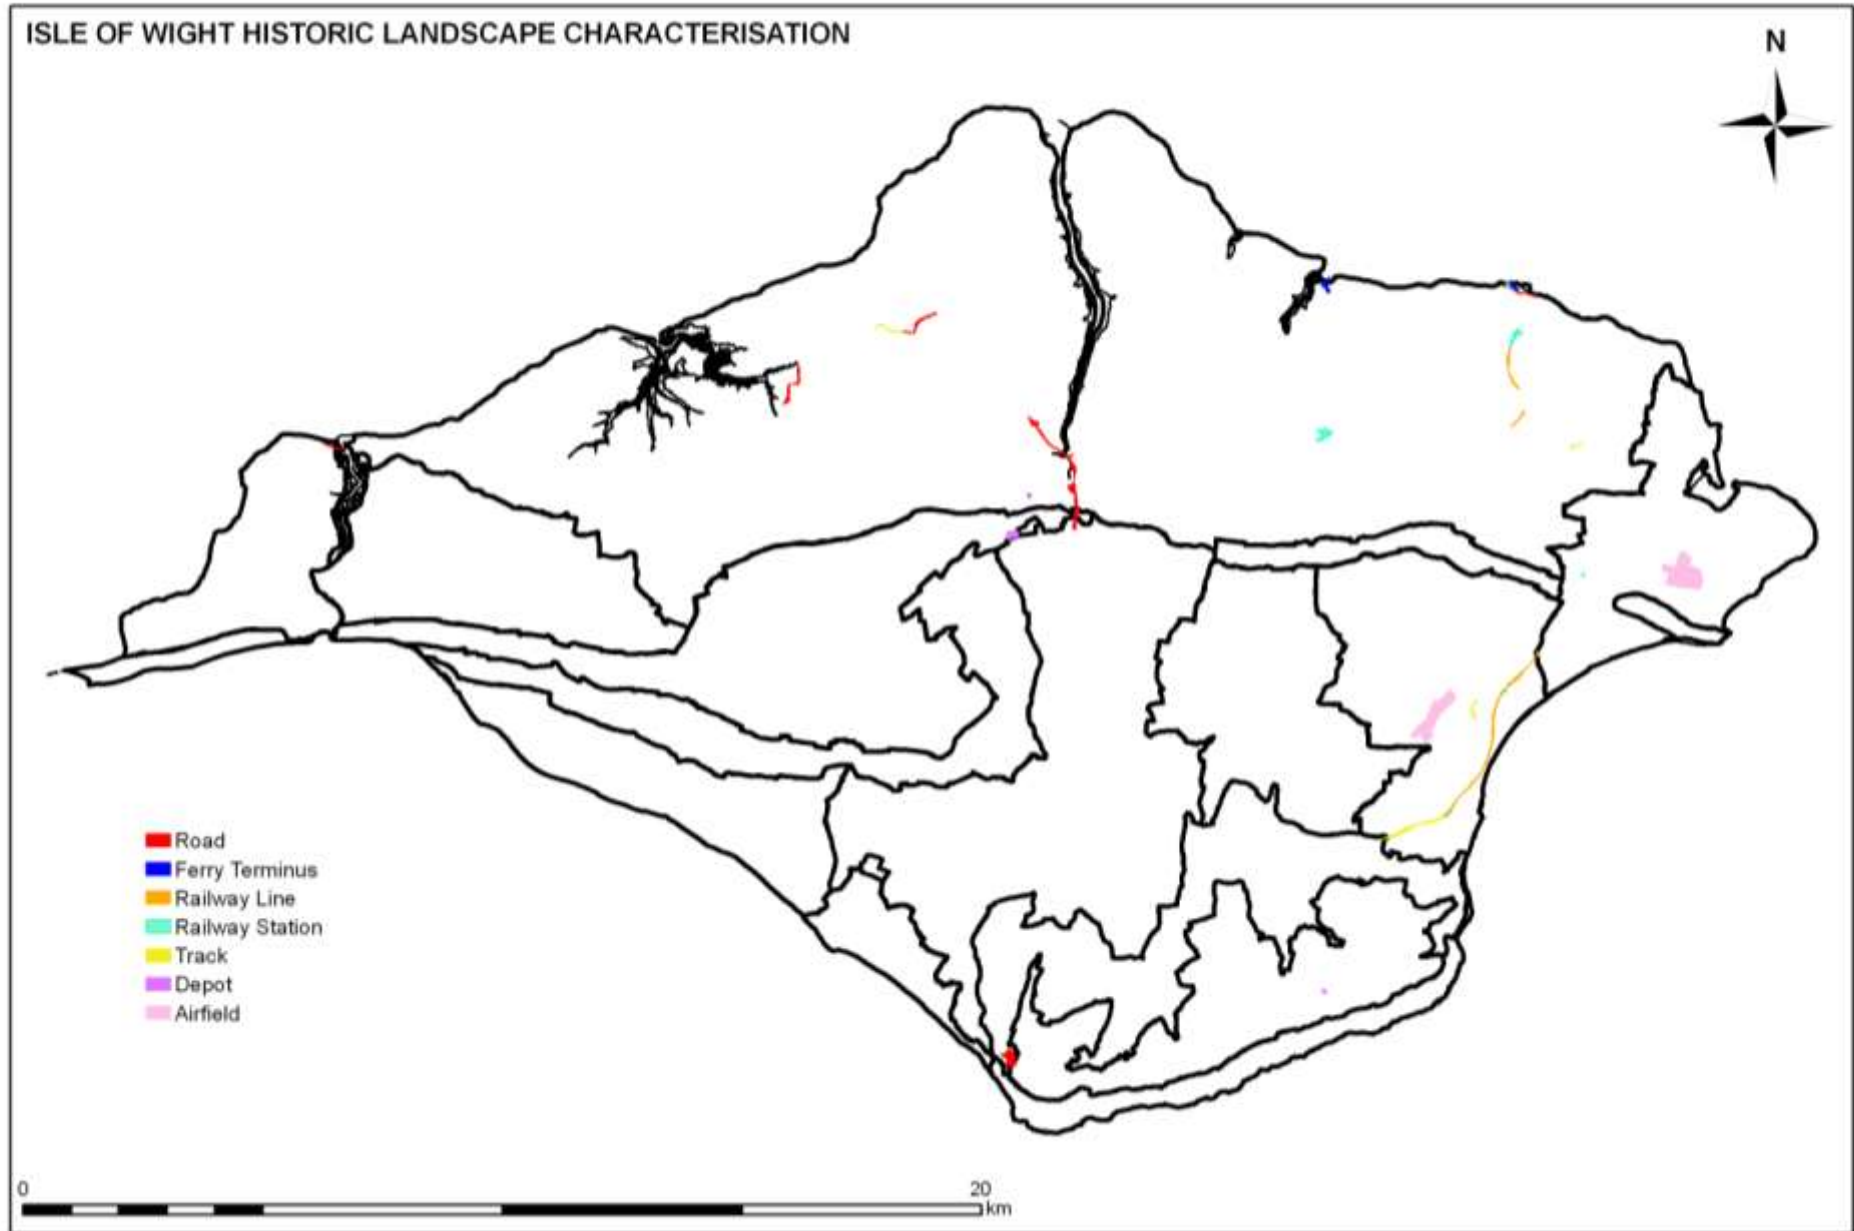 ISLE OF WIGHT HISTORIC LANDSCAPE CHARACTERISATION
N
Road
Ferry Terminus
Railway Line
Railway Station
Track
Depot
Airfield
0 20
km